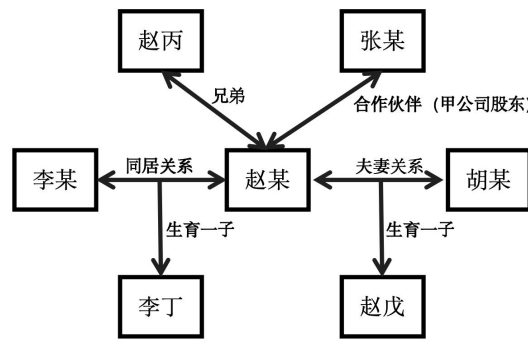 赵丙
张某
兄弟
合作伙伴（甲公司股东）
李某
同居关系
赵某
夫妻关系
胡某
生育一子
生育一子
李丁
赵戊